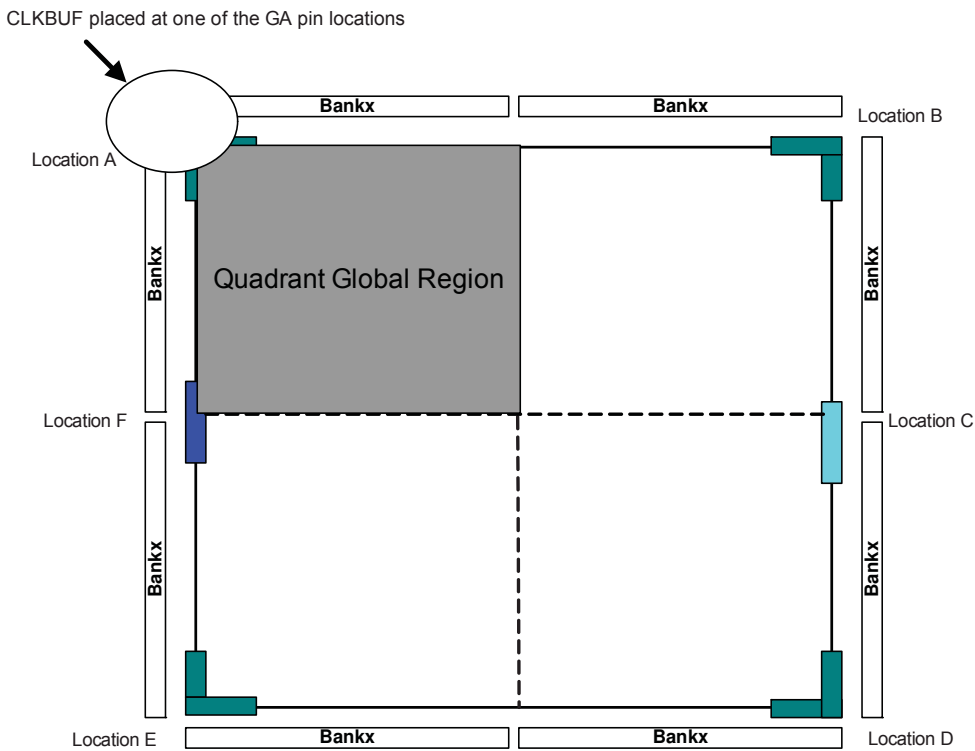 CLKBUF placed at one of the GA pin locations
Bankx
Bankx
Location B
Location A
Bankx
Quadrant Global Region
Bankx
Location F
Location C
Bankx
Bankx
Location E
Bankx
Bankx
Location D